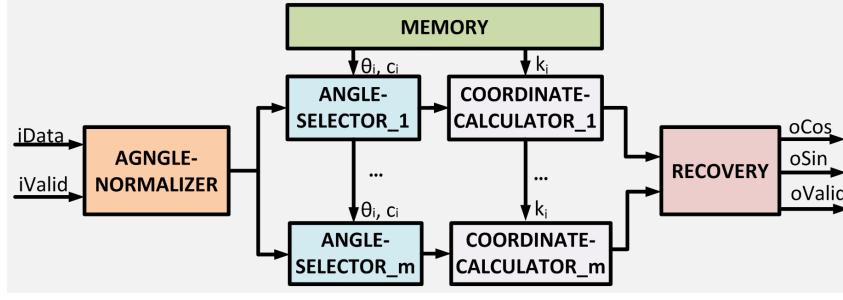 MEMORY
θi, ci
ki
ANGLE-
SELECTOR_1
COORDINATE-
CALCULATOR_1
iData
iValid
AGNGLE-
NORMALIZER
...
...
RECOVERY
oCos
oSin
oValid
θi, ci
ki
ANGLE-
SELECTOR_m
COORDINATE-
CALCULATOR_m